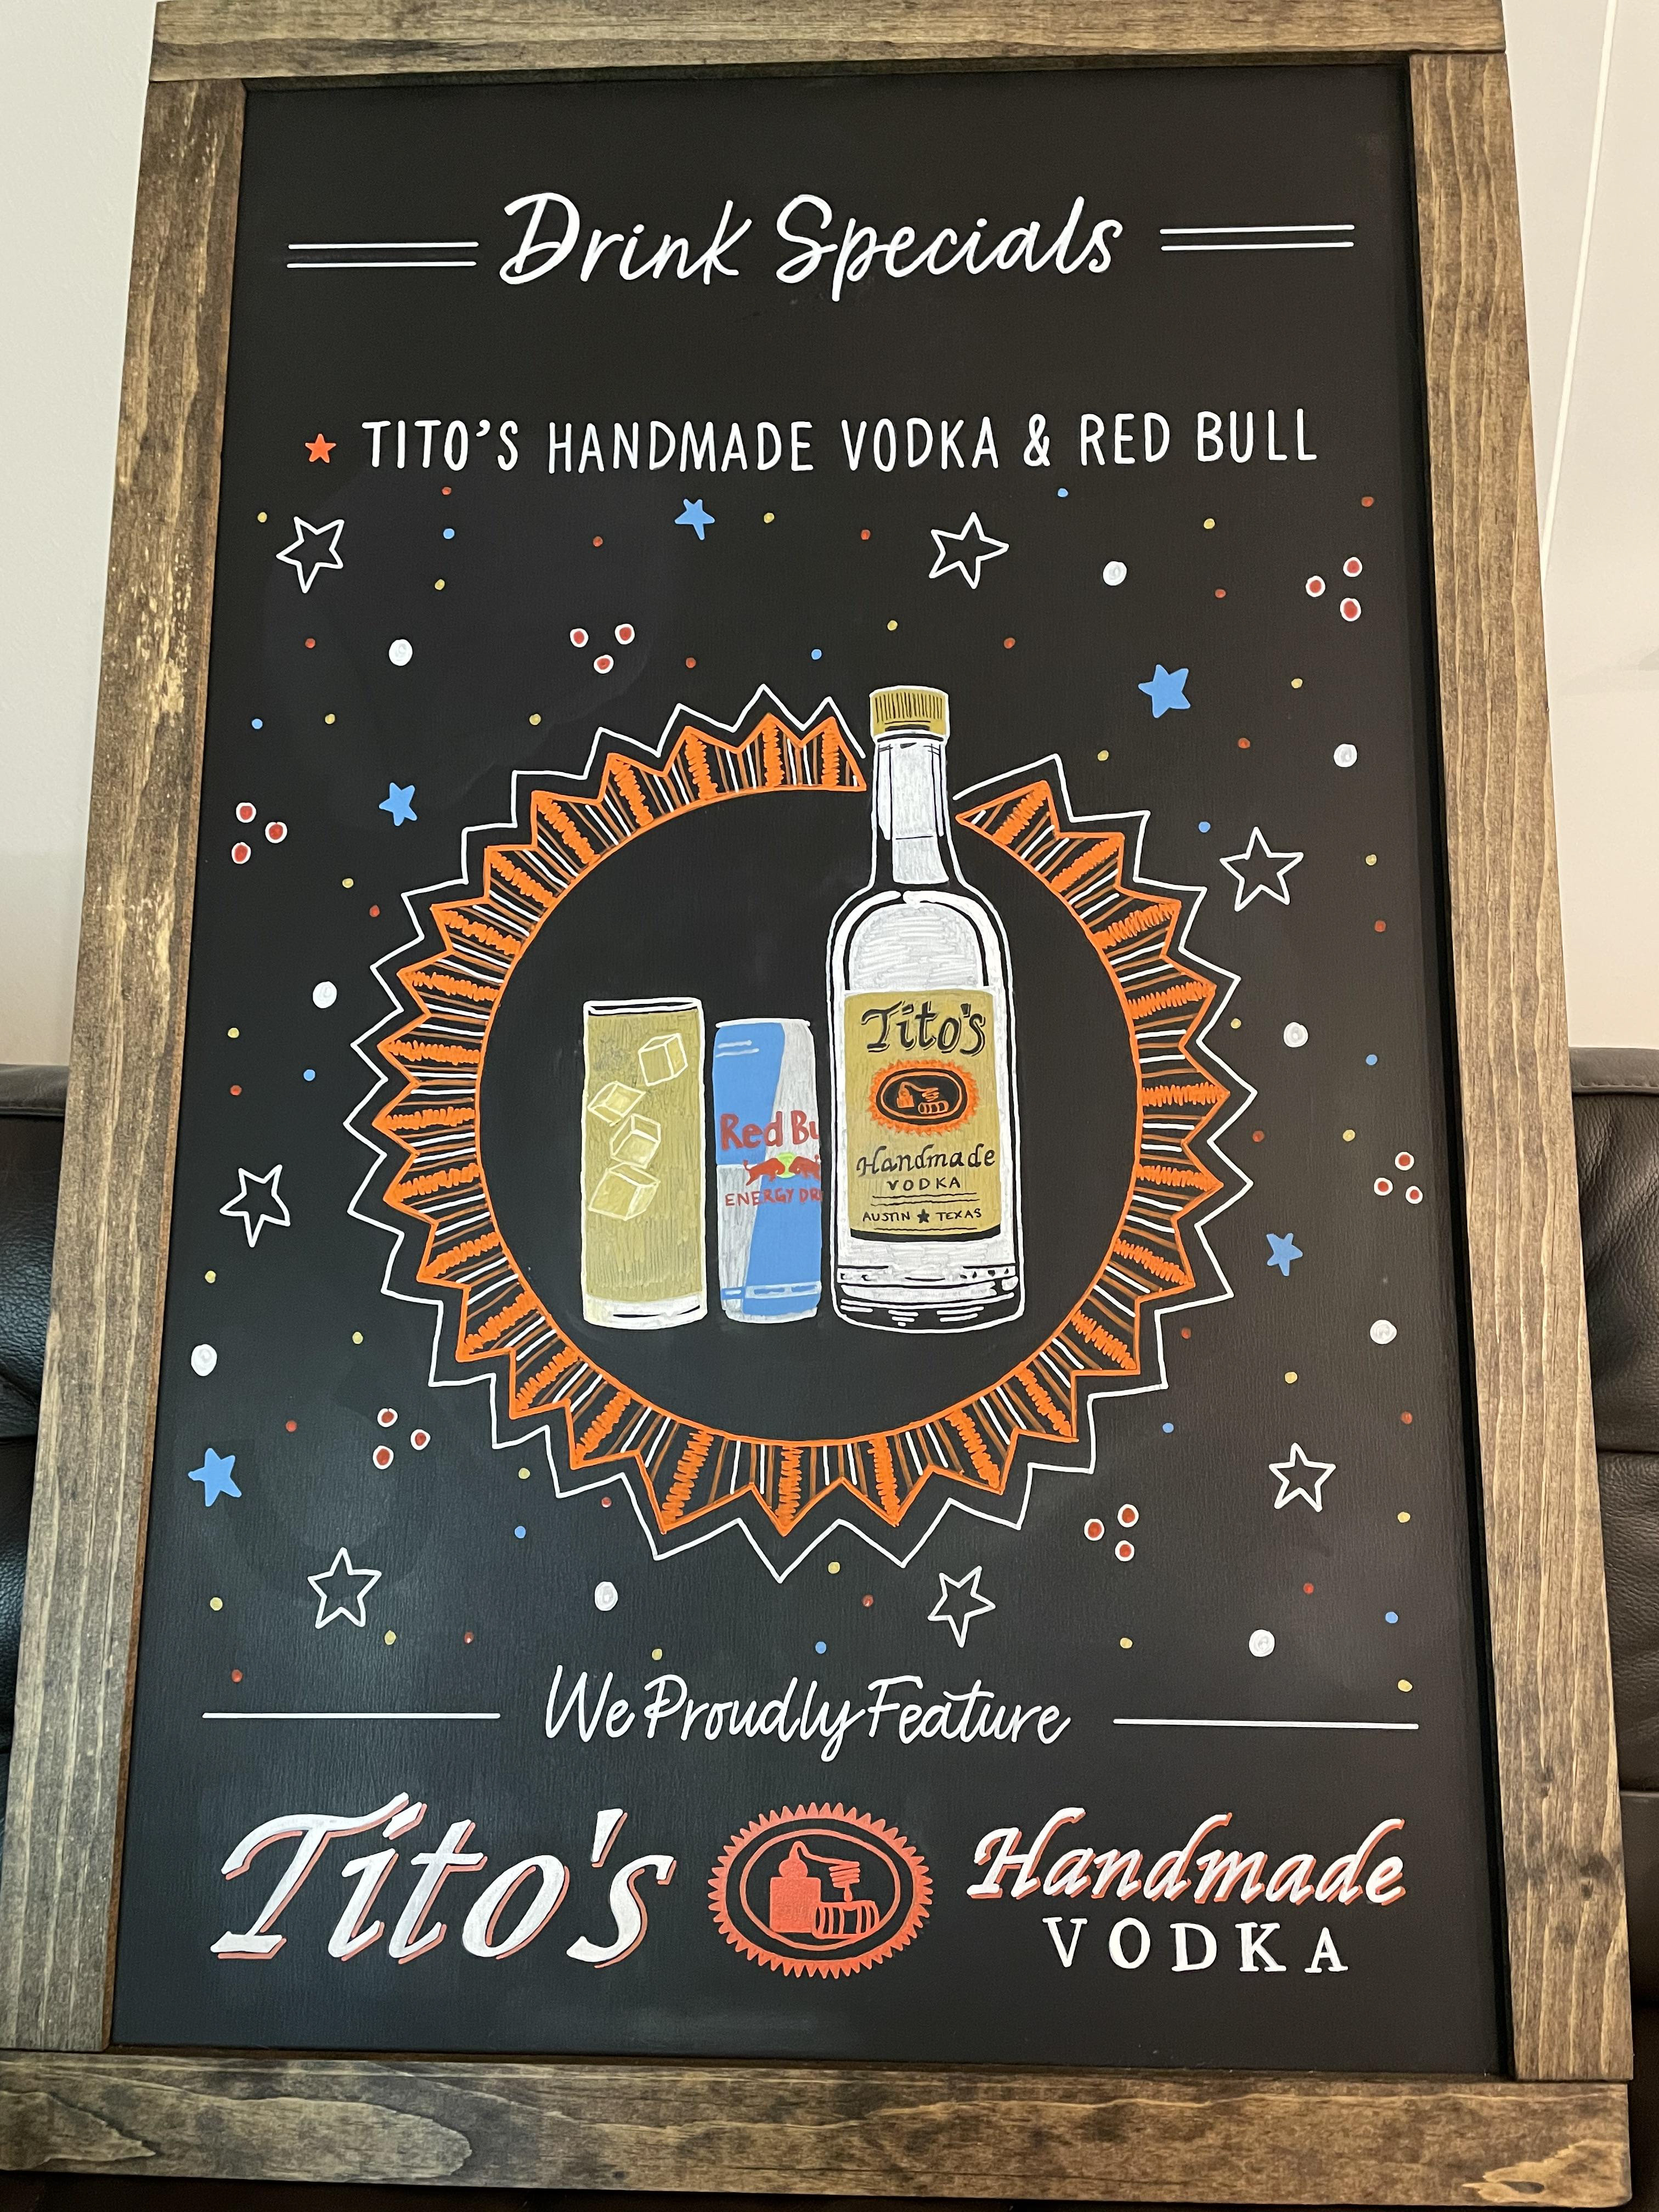 Drink Specials
TITO'S HANDMADE VODKA & RED BULL
Tito's
Handmade
VODKA
AUSTIN ★ TEXAS
Red Bu
ENERGY DR
We Proudly Feature
Tito's Handmade
VODKA